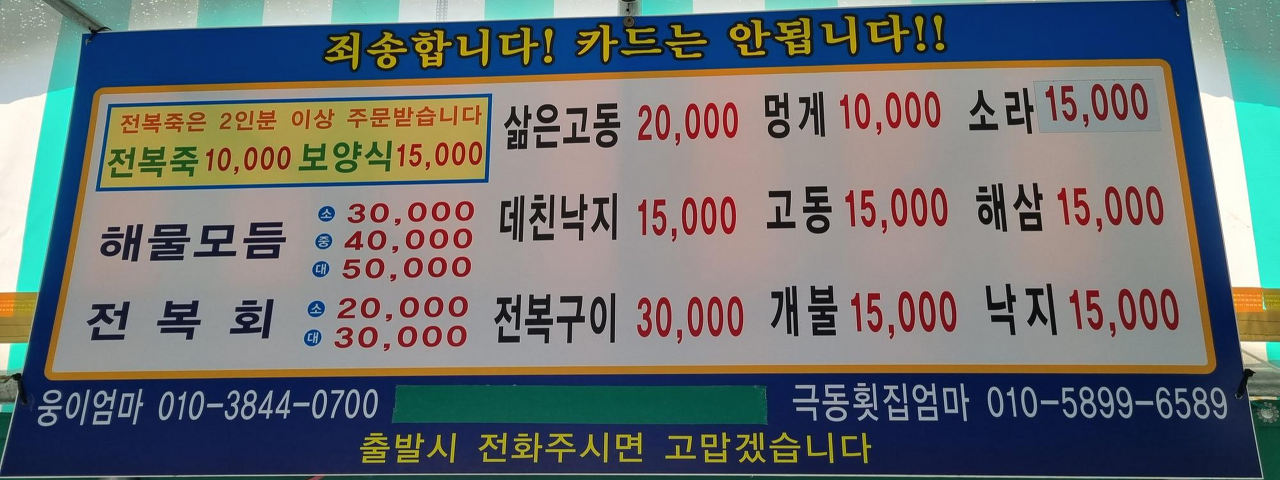 죄송합니다! 카드는 안됩니다!!
전복죽은 2인분 이상 주문받습니다
전복죽 10,000 보양식 15,000
해물모듬 소 30,000
중 40,000
대 50,000
전복회 소 20,000
대 30,000
삶은고동 20,000 멍게 10,000 소라 15,000
데친낙지 15,000 고동 15,000 해삼 15,000
전복구이 30,000 개불 15,000 낙지 15,000
웅이엄마 010-3844-0700 극동횟집엄마 010-5899-6589
출발시 전화주시면 고맙겠습니다